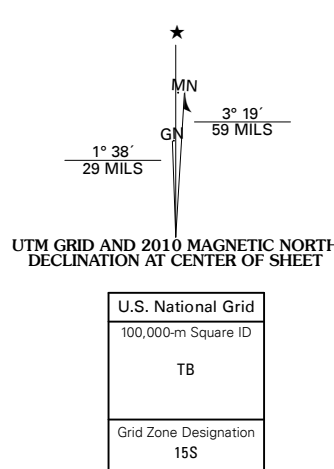 ★
MN
GN
3° 19´
59 MILS
1° 38´
29 MILS
UTM GRID AND 2010 MAGNETIC NORTH
DECLINATION AT CENTER OF SHEET
U.S. National Grid
100,000-m Square ID
TB
Grid Zone Designation
15S